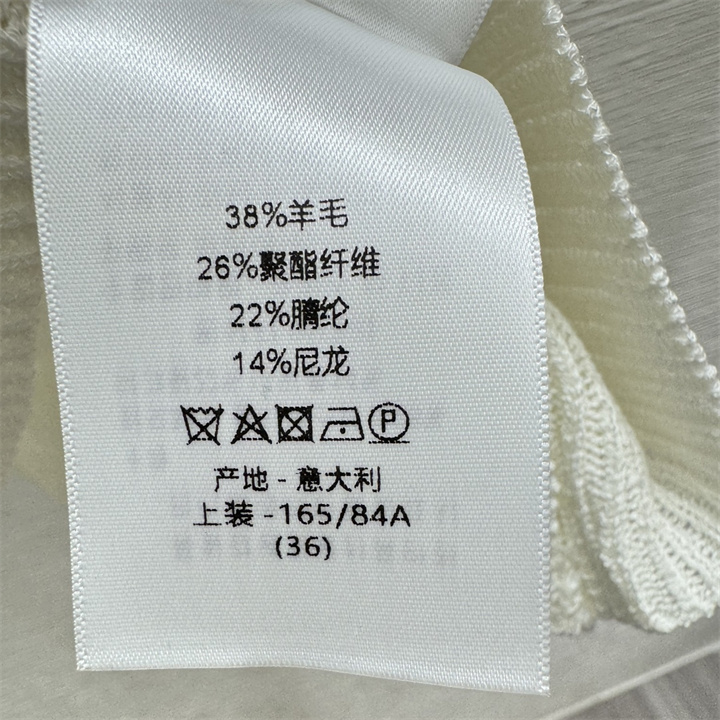 38%羊毛
26%聚酯纤维
22%腈纶
14%尼龙
P
产地 - 意大利
上装 -165/84A
(36)